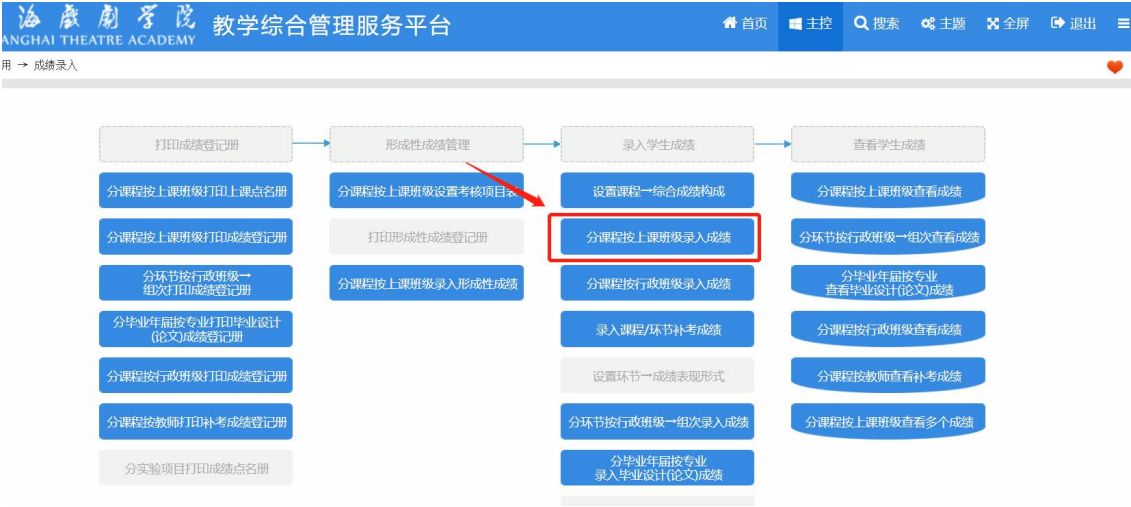 海戲劇學院 教学综合管理服务平台 首页 主控 搜索 主题 全屏 退出
ANGHAI THEATRE ACADEMY
用 → 成绩录入
打印成绩登记册 形成性成绩管理 录入学生成绩 查看学生成绩
分课程按上课班级打印上课点名册 分课程按上课班级设置考核项目表 设置课程→综合成绩构成 分课程按上课班级查看成绩
分课程按上课班级打印成绩登记册 打印形成性成绩登记册 分课程按上课班级录入成绩 分环节按行政班级→组次查看成绩
分环节按行政班级→
组次打印成绩登记册
分课程按上课班级录入形成性成绩 分课程按行政班级录入成绩
分毕业年届按专业
查看毕业设计(论文)成绩
分毕业年届按专业打印毕业设计
(论文)成绩登记册
录入课程/环节补考成绩 分课程按行政班级查看成绩
分课程按行政班级打印成绩登记册 设置环节→成绩表现形式 分课程按教师查看补考成绩
分课程按教师打印补考成绩登记册 分环节按行政班级→组次录入成绩 分课程按上课班级查看多个成绩
分实验项目打印成绩点名册
分毕业年届按专业
录入毕业设计(论文)成绩